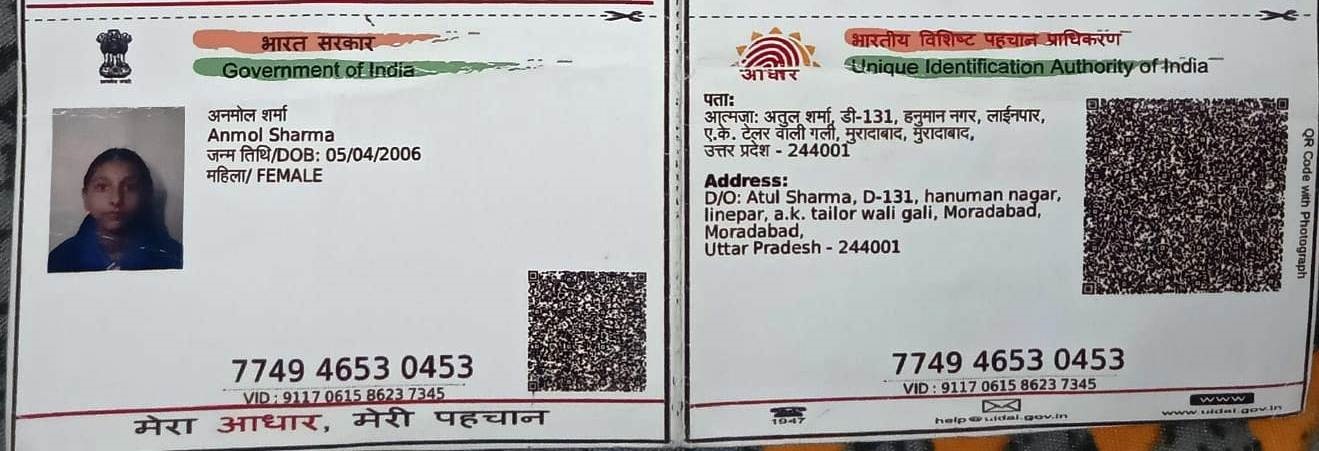 भारत सरकार
Government of India
अनमोल शर्मा
Anmol Sharma
जन्म तिथि/DOB: 05/04/2006
महिला/ FEMALE
7749 4653 0453
VID : 9117 0615 8623 7345
मेरा आधार, मेरी पहचान
भारतीय विशिष्ट पहचान प्राधिकरण
Unique Identification Authority of India
आधार
पता:
आत्मजा: अतुल शर्मा, डी-131, हनुमान नगर, लाईनपार,
ए.के. टेलर वाली गली, मुरादाबाद, मुरादाबाद,
उत्तर प्रदेश - 244001
Address:
D/O: Atul Sharma, D-131, hanuman nagar,
linepar, a.k. tailor wali gali, Moradabad,
Moradabad,
Uttar Pradesh - 244001
QR Code with Photograph
7749 4653 0453
VID : 9117 0615 8623 7345
1947
help@uidai.gov.in
www
www.uidai.gov.in